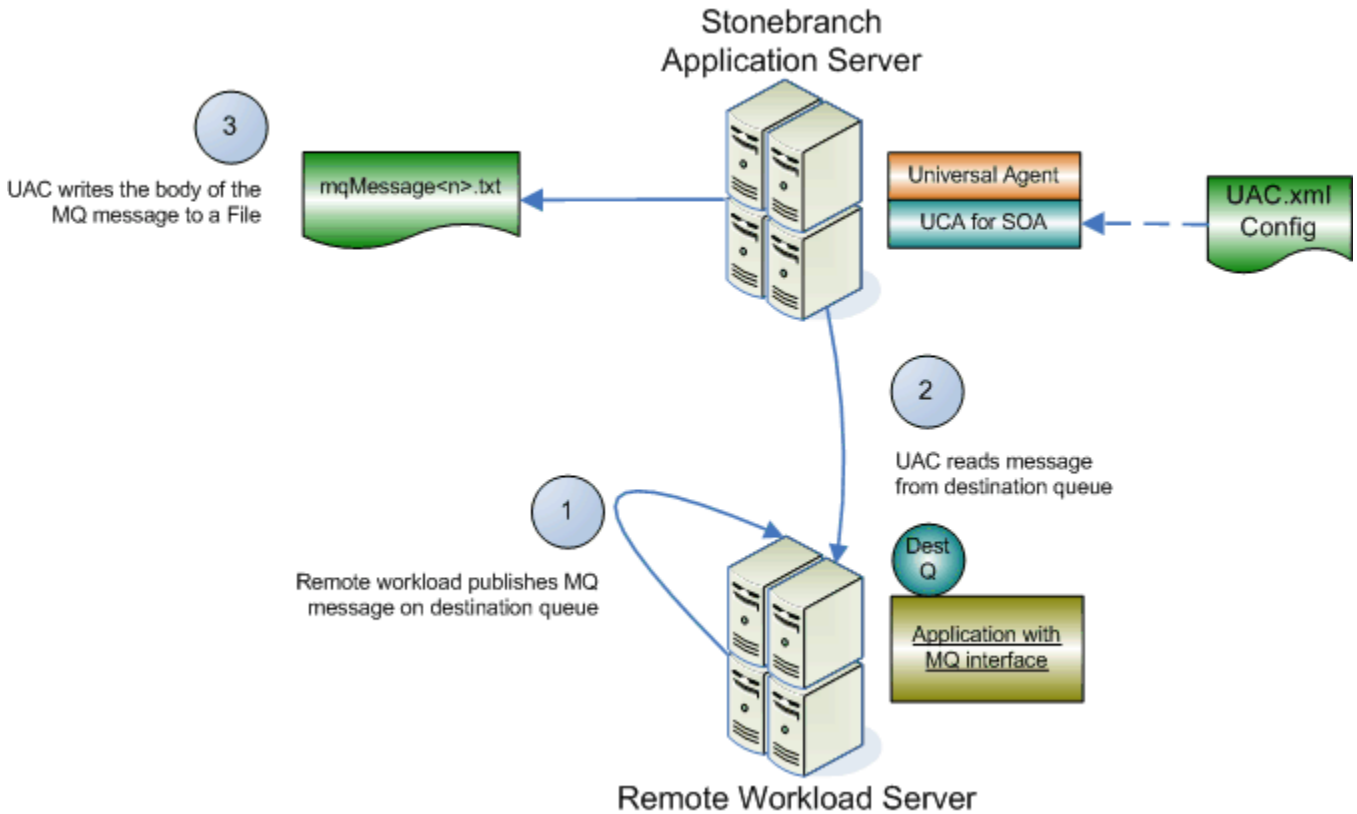 Stonebranch
Application Server
3
UAC writes the body of the
MQ message to a File
mqMessage<n>.txt
Universal Agent
UCA for SOA
UAC.xml
Config
2
UAC reads message
from destination queue
1
Remote workload publishes MQ
message on destination queue
Dest
Q
Application with
MQ interface
Remote Workload Server